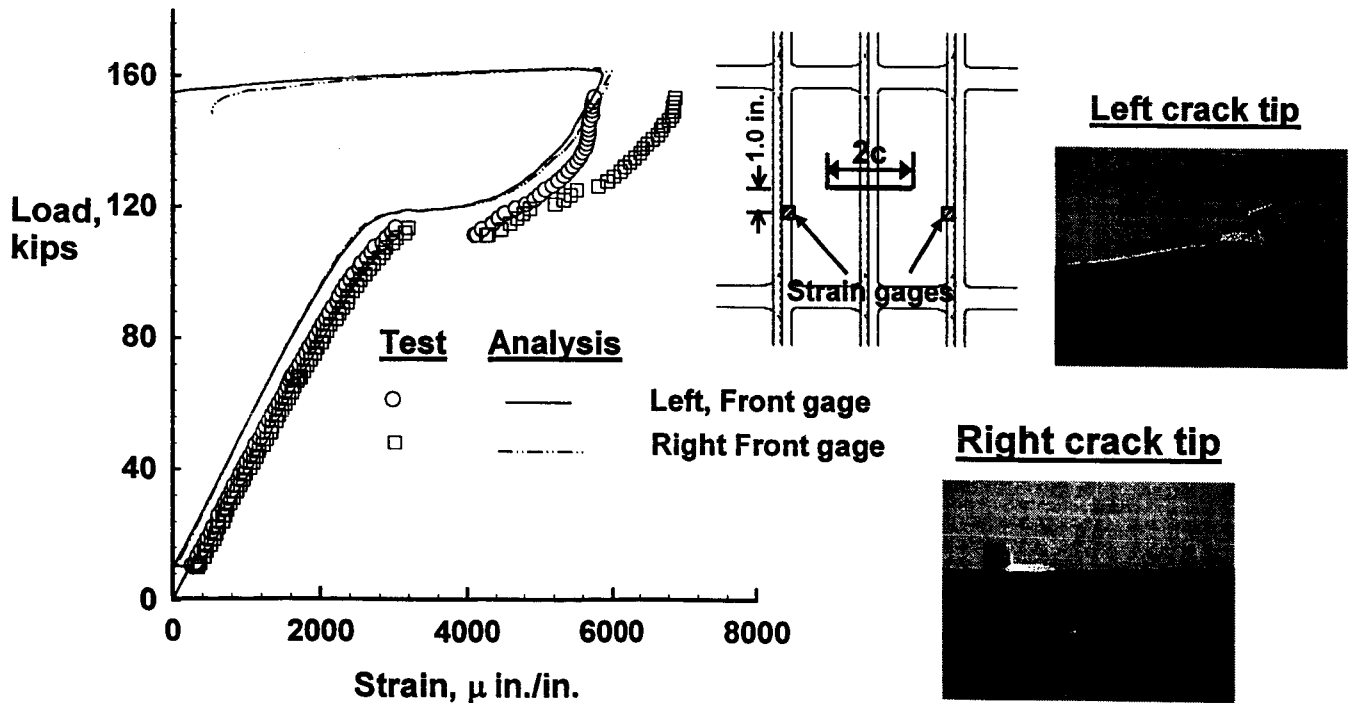 160
120
80
40
0
Load,
kips
0 2000 4000 6000 8000
Strain, μ in./in.
Test Analysis
Left, Front gage
Right Front gage
1.0 in.
2c
Strain gages
Left crack tip
Right crack tip